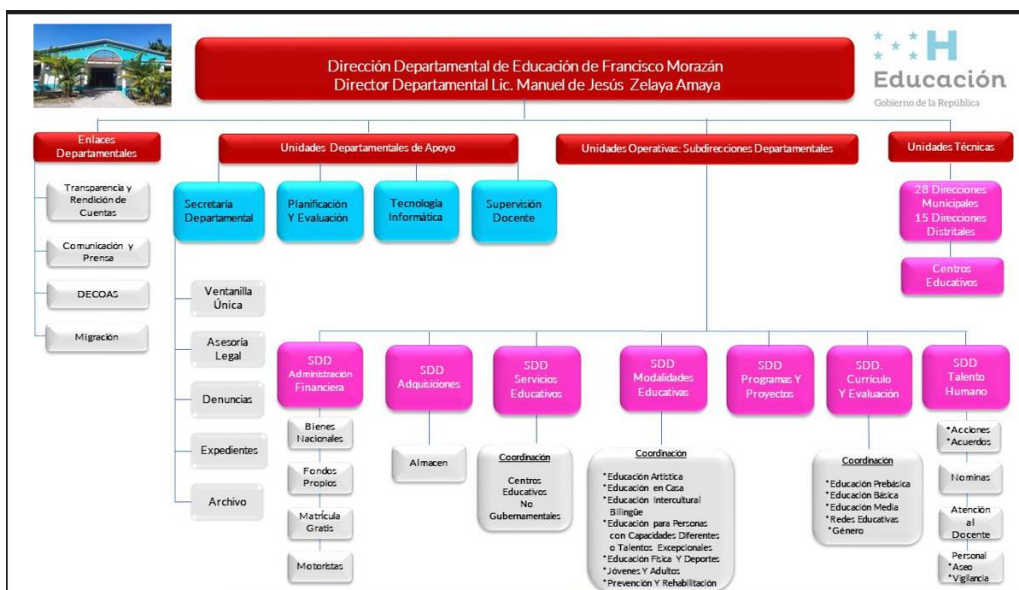 Dirección Departamental de Educación de Francisco Morazán
Director Departamental Lic. Manuel de Jesús Zelaya Amaya
H
Educación
Gobierno de la República
Enlaces
Departamentales
Transparencia y
Rendición de
Cuentas
Comunicación y
Prensa
DECOAS
Migración
Unidades Departamentales de Apoyo
Secretaría
Departamental
Planificación
Y Evaluación
Tecnología
Informática
Supervisión
Docente
Ventanilla
Única
Asesoría
Legal
Denuncias
Expedientes
Archivo
Unidades Operativas: Subdirecciones Departamentales
SDD
Administración
Financiera
Bienes
Nacionales
Fondos
Propios
Matrícula
Gratis
Motoristas
SDD
Adquisiciones
Almacen
SDD
Servicios
Educativos
Coordinación
Centros
Educativos
No
Gubernamentales
SDD
Modalidades
Educativas
Coordinación
*Educación Artística
*Educación en Casa
*Educación Intercultural
Bilingüe
*Educación para Personas
con Capacidades Diferentes
o Talentos Excepcionales
*Educación Física Y Deportes
*Jóvenes Y Adultos
*Prevención Y Rehabilitación
SDD
Programas Y
Proyectos
SDD.
Currículo
Y Evaluación
Coordinación
*Educación Prebásica
*Educación Básica
*Educación Media
*Redes Educativas
*Género
SDD
Talento
Humano
*Acciones
*Acuerdos
Nominas
Atención
al
Docente
Personal
*Aseo
*Vigilancia
Unidades Técnicas
28 Direcciones
Municipales
15 Direcciones
Distritales
Centros
Educativos